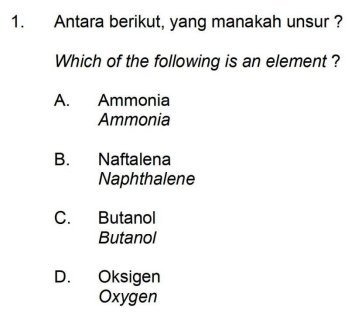 1. Antara berikut, yang manakah unsur ?
Which of the following is an element ?
A. Ammonia
Ammonia
B. Naftalena
Naphthalene
C. Butanol
Butanol
D. Oksigen
Oxygen